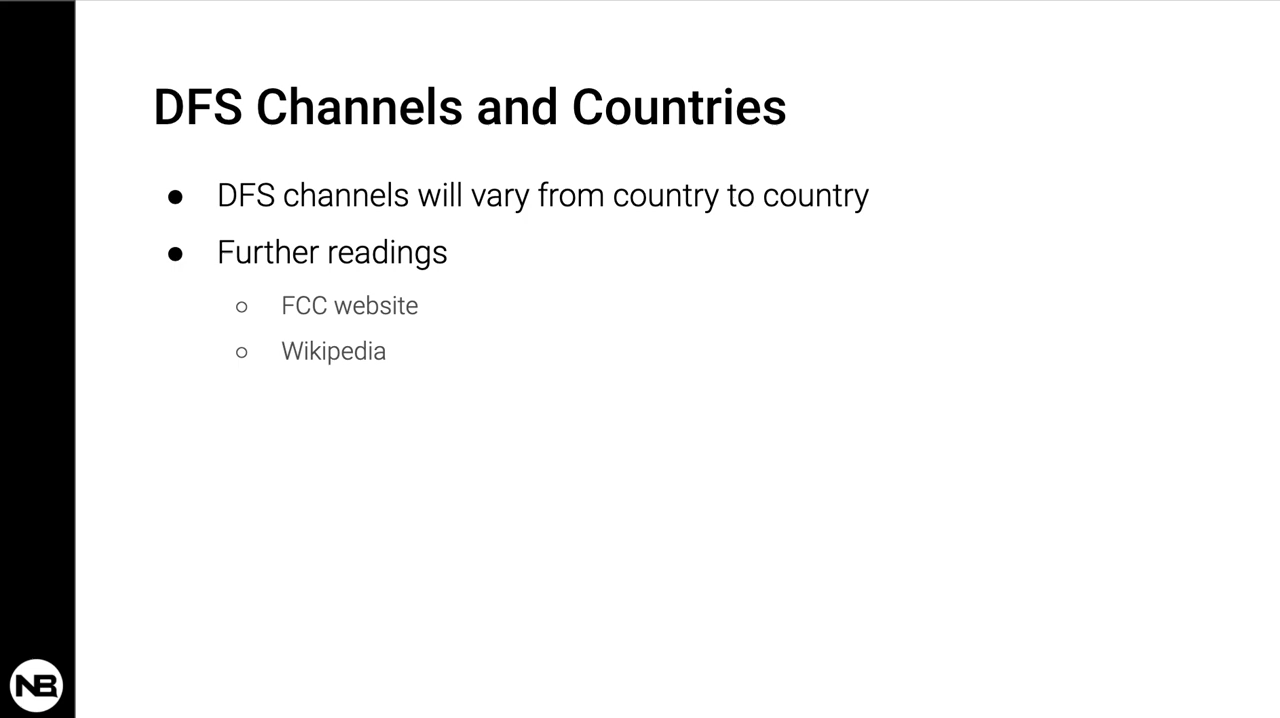 DFS Channels and Countries
● DFS channels will vary from country to country
● Further readings
○ FCC website
○ Wikipedia
NB